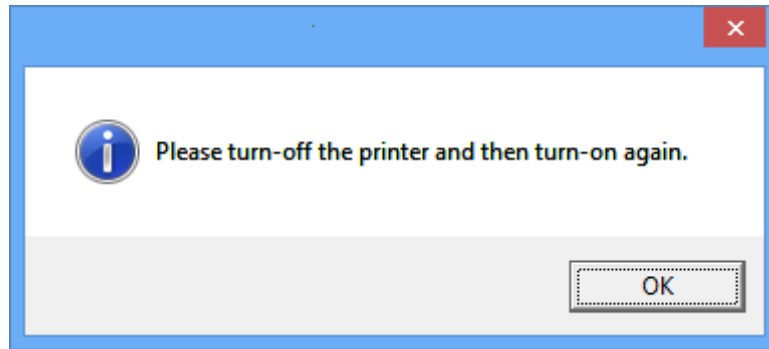 Please turn-off the printer and then turn-on again.
OK